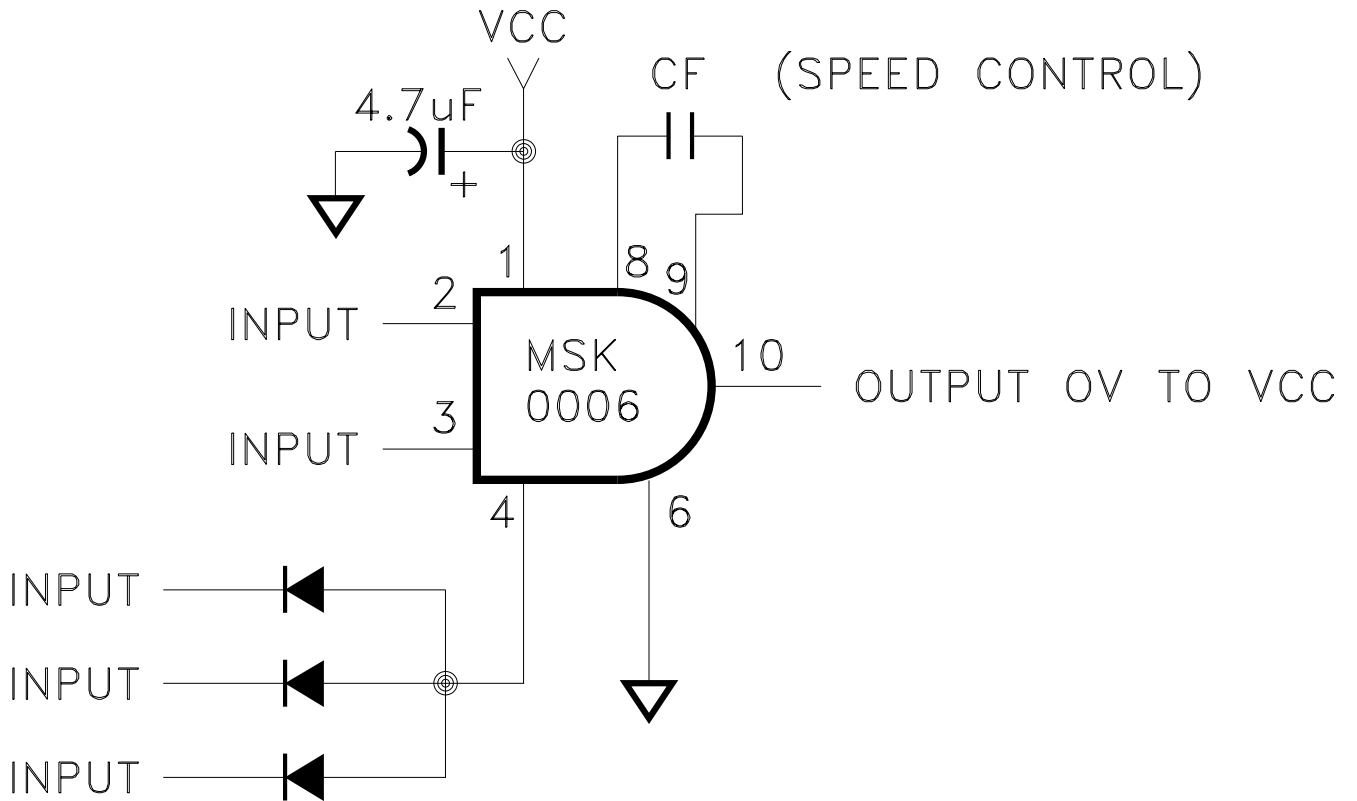 VCC
CF (SPEED CONTROL)
4.7uF
+
1
8
9
2
INPUT
MSK
0006
10
OUTPUT 0V TO VCC
3
INPUT
4
6
INPUT
INPUT
INPUT